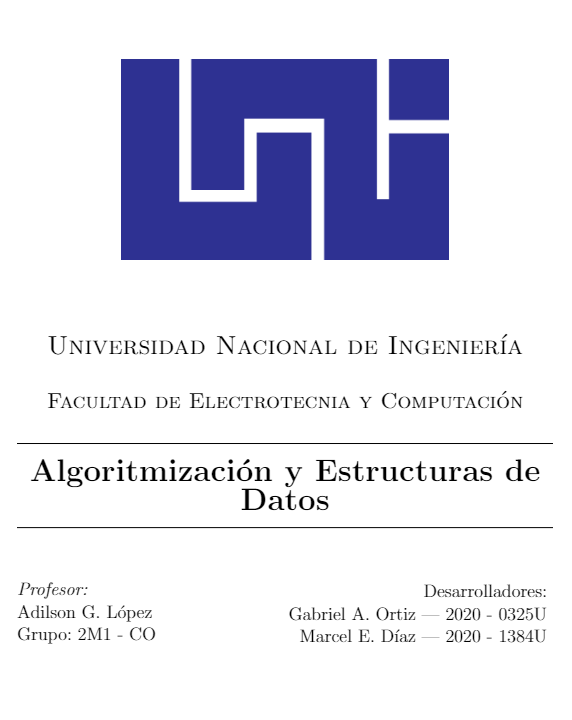 Universidad Nacional de Ingeniería
Facultad de Electrotecnia y Computación
Algoritmización y Estructuras de
Datos
Profesor:
Adilson G. López
Grupo: 2M1 - CO
Desarrolladores:
Gabriel A. Ortiz — 2020 - 0325U
Marcel E. Díaz — 2020 - 1384U